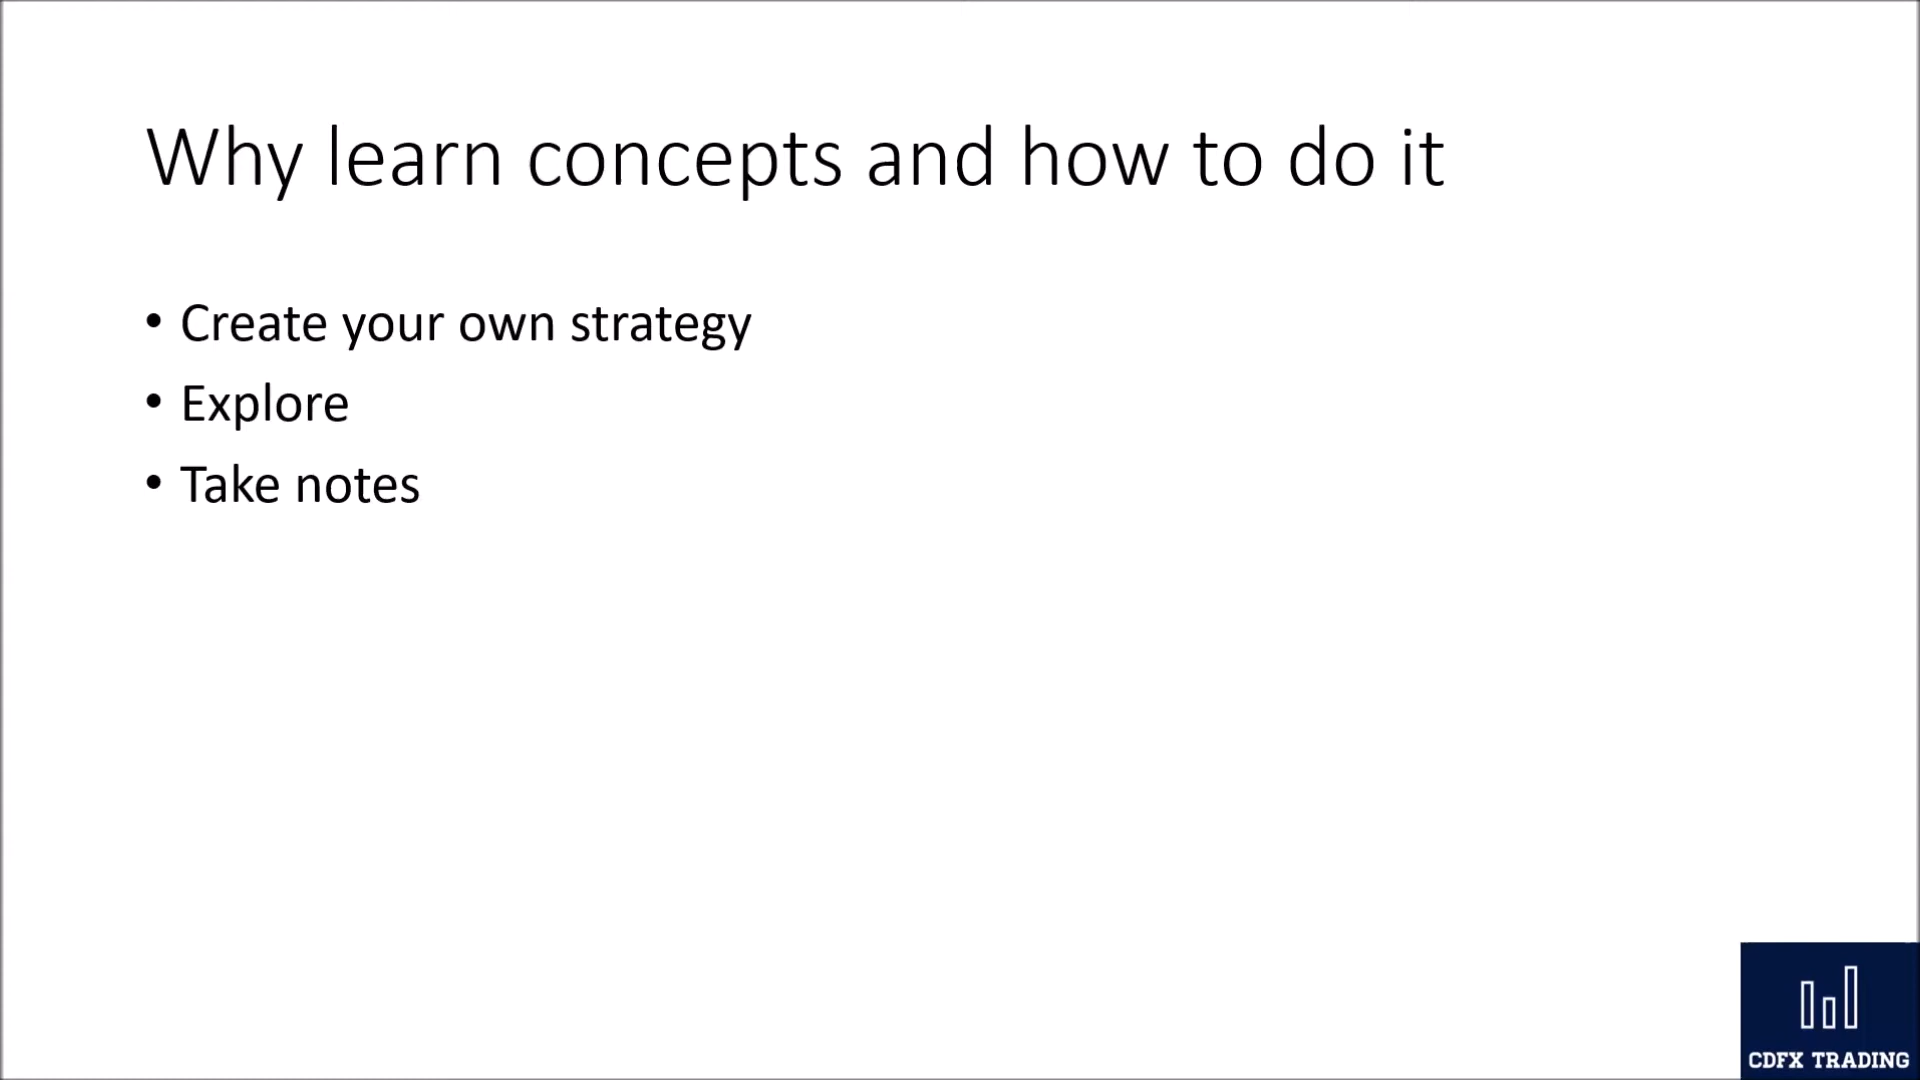 Why learn concepts and how to do it
• Create your own strategy
• Explore
• Take notes
CDFX TRADING